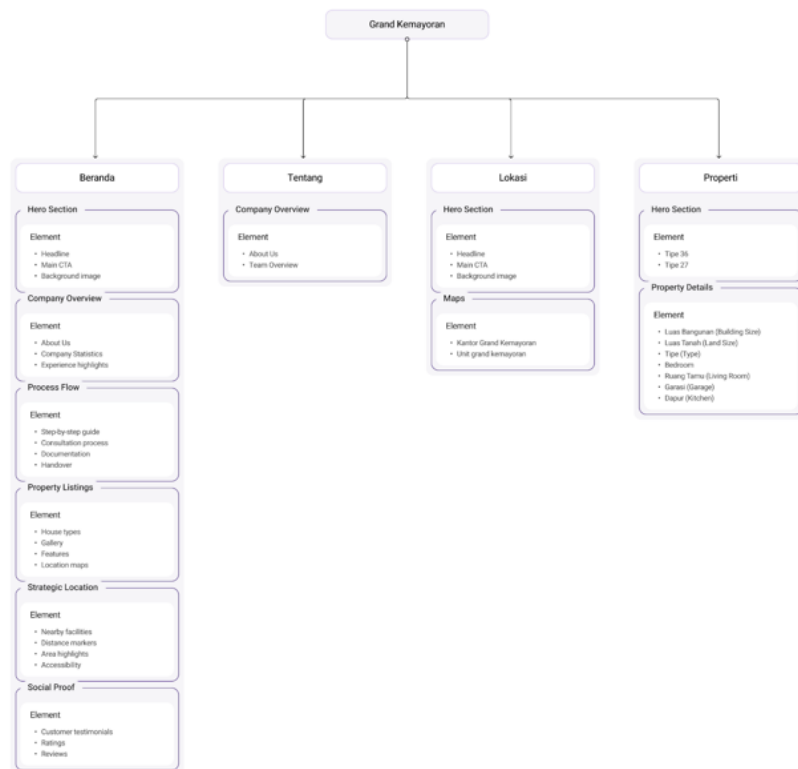 Grand Kemayoran
Beranda
Hero Section
Element
• Headline
• Main CTA
• Background image
Company Overview
Element
• About Us
• Company Statistics
• Experience highlights
Process Flow
Element
• Step-by-step guide
• Consultation process
• Documentation
• Handover
Property Listings
Element
• House types
• Gallery
• Features
• Location maps
Strategic Location
Element
• Nearby facilities
• Distance markers
• Area highlights
• Accessibility
Social Proof
Element
• Customer testimonials
• Ratings
• Reviews
Tentang
Company Overview
Element
• About Us
• Team Overview
Lokasi
Hero Section
Element
• Headline
• Main CTA
• Background image
Maps
Element
• Kantor Grand Kemayoran
• Unit grand kemayoran
Properti
Hero Section
Element
• Tipe 36
• Tipe 27
Property Details
Element
• Luas Bangunan (Building Size)
• Luas Tanah (Land Size)
• Tipe (Type)
• Bedroom
• Ruang Tamu (Living Room)
• Garasi (Garage)
• Dapur (Kitchen)